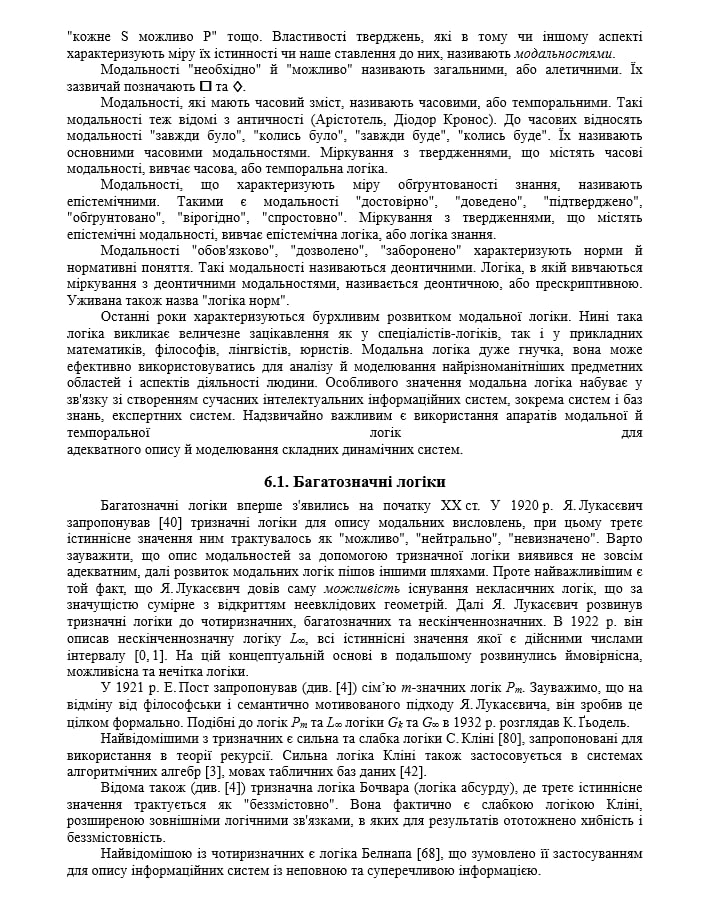 "кожне S можливо P" тощо. Властивості тверджень, які в тому чи іншому аспекті
характеризують міру їх істинності чи наше ставлення до них, називають модальностями.
Модальності "необхідно" й "можливо" називають загальними, або алетичними. Їх
зазвичай позначають □ та ◊.
Модальності, які мають часовий зміст, називають часовими, або темпоральними. Такі
модальності теж відомі з античності (Арістотель, Діодор Кронос). До часових відносять
модальності "завжди було", "колись було", "завжди буде", "колись буде". Їх називають
основними часовими модальностями. Міркування з твердженнями, що містять часові
модальності, вивчає часова, або темпоральна логіка.
Модальності, що характеризують міру обґрунтованості знання, називають
епістемічними. Такими є модальності "достовірно", "доведено", "підтверджено",
"обґрунтовано", "вірогідно", "спростовно". Міркування з твердженнями, що містять
епістемічні модальності, вивчає епістемічна логіка, або логіка знання.
Модальності "обов'язково", "дозволено", "заборонено" характеризують норми й
нормативні поняття. Такі модальності називаються деонтичними. Логіка, в якій вивчаються
міркування з деонтичними модальностями, називається деонтичною, або прескриптивною.
Уживана також назва "логіка норм".
Останні роки характеризуються бурхливим розвитком модальної логіки. Нині така
логіка викликає величезне зацікавлення як у спеціалістів-логіків, так і у прикладних
математиків, філософів, лінгвістів, юристів. Модальна логіка дуже гнучка, вона може
ефективно використовуватись для аналізу й моделювання найрізноманітніших предметних
областей і аспектів діяльності людини. Особливого значення модальна логіка набуває у
зв'язку зі створенням сучасних інтелектуальних інформаційних систем, зокрема систем і баз
знань, експертних систем. Надзвичайно важливим є використання апаратів модальної й
темпоральної логік для
адекватного опису й моделювання складних динамічних систем.
6.1. Багатозначні логіки
Багатозначні логіки вперше з'явились на початку XX ст. У 1920 р. Я. Лукасєвич
запропонував [40] тризначні логіки для опису модальних висловлень, при цьому третє
істиннісне значення ним трактувалось як "можливо", "нейтрально", "невизначено". Варто
зауважити, що опис модальностей за допомогою тризначної логіки виявився не зовсім
адекватним, далі розвиток модальних логік пішов іншими шляхами. Проте найважливішим є
той факт, що Я. Лукасєвич довів саму можливість існування некласичних логік, що за
значущістю сумірне з відкриттям неевклідових геометрій. Далі Я. Лукасєвич розвинув
тризначні логіки до чотиризначних, багатозначних та нескінченнозначних. В 1922 р. він
описав нескінченнозначну логіку L∞, всі істиннісні значення якої є дійсними числами
інтервалу [0, 1]. На цій концептуальній основі в подальшому розвинулись ймовірнісна,
можливісна та нечітка логіки.
У 1921 р. Е. Пост запропонував (див. [4]) сім’ю m-значних логік Pm. Зауважимо, що на
відміну від філософськи і семантично мотивованого підходу Я. Лукасєвича, він зробив це
цілком формально. Подібні до логік Pm та L∞ логіки Gk та G∞ в 1932 р. розглядав К. Ґьодель.
Найвідомішими з тризначних є сильна та слабка логіки С. Кліні [80], запропоновані для
використання в теорії рекурсії. Сильна логіка Кліні також застосовується в системах
алгоритмічних алгебр [3], мовах табличних баз даних [42].
Відома також (див. [4]) тризначна логіка Бочвара (логіка абсурду), де третє істиннісне
значення трактується як "беззмістовно". Вона фактично є слабкою логікою Кліні,
розширеною зовнішніми логічними зв'язками, в яких для результатів ототожнено хибність і
беззмістовність.
Найвідомішою із чотиризначних є логіка Белнапа [68], що зумовлено її застосуванням
для опису інформаційних систем із неповною та суперечливою інформацією.